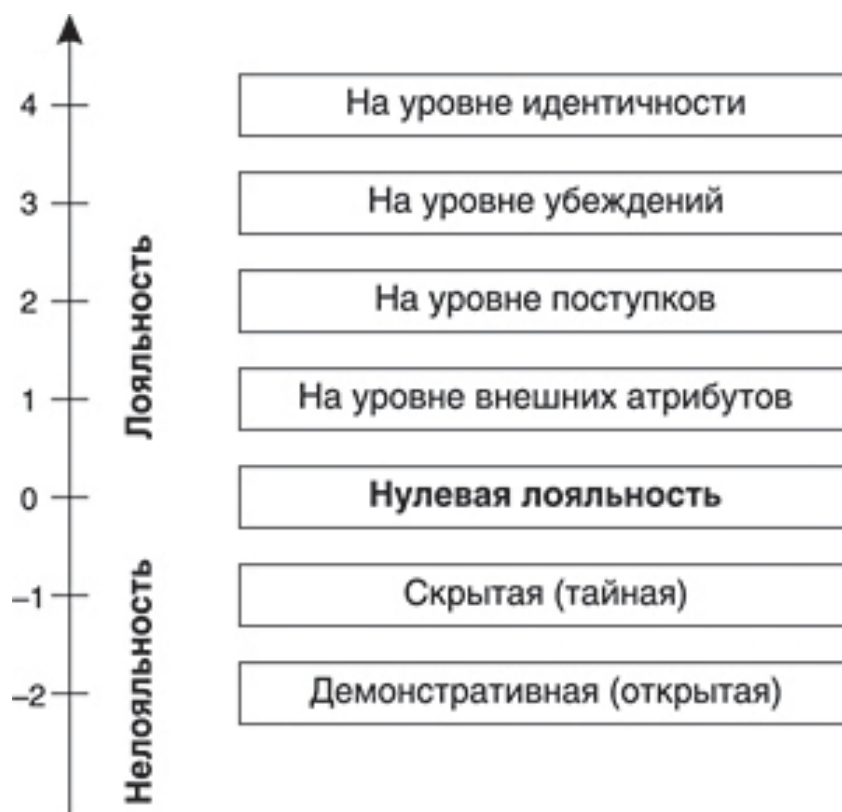 4
На уровне идентичности
3
На уровне убеждений
2
На уровне поступков
1
На уровне внешних атрибутов
0
Нулевая лояльность
–1
Скрытая (тайная)
–2
Демонстративная (открытая)
Лояльность
Нелояльность